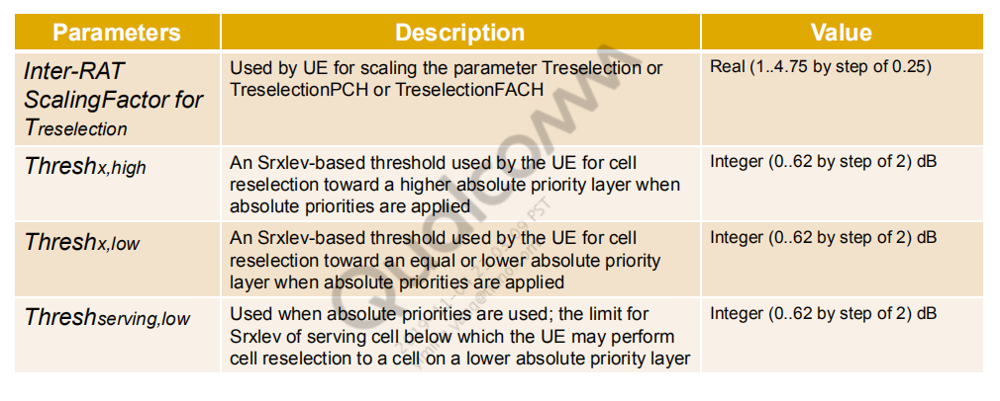 Parameters Description Value
Inter-RAT
ScalingFactor for
Treselection
Used by UE for scaling the parameter Treselection or
TreselectionPCH or TreselectionFACH
Real (1..4.75 by step of 0.25)
Threshx,high
An Srxlev-based threshold used by the UE for cell
reselection toward a higher absolute priority layer when
absolute priorities are applied
Integer (0..62 by step of 2) dB
Threshx,low
An Srxlev-based threshold used by the UE for cell
reselection toward an equal or lower absolute priority
layer when absolute priorities are applied
Integer (0..62 by step of 2) dB
Threshserving,low
Used when absolute priorities are used; the limit for
Srxlev of serving cell below which the UE may perform
cell reselection to a cell on a lower absolute priority layer
Integer (0..62 by step of 2) dB
Qualcomm
PST